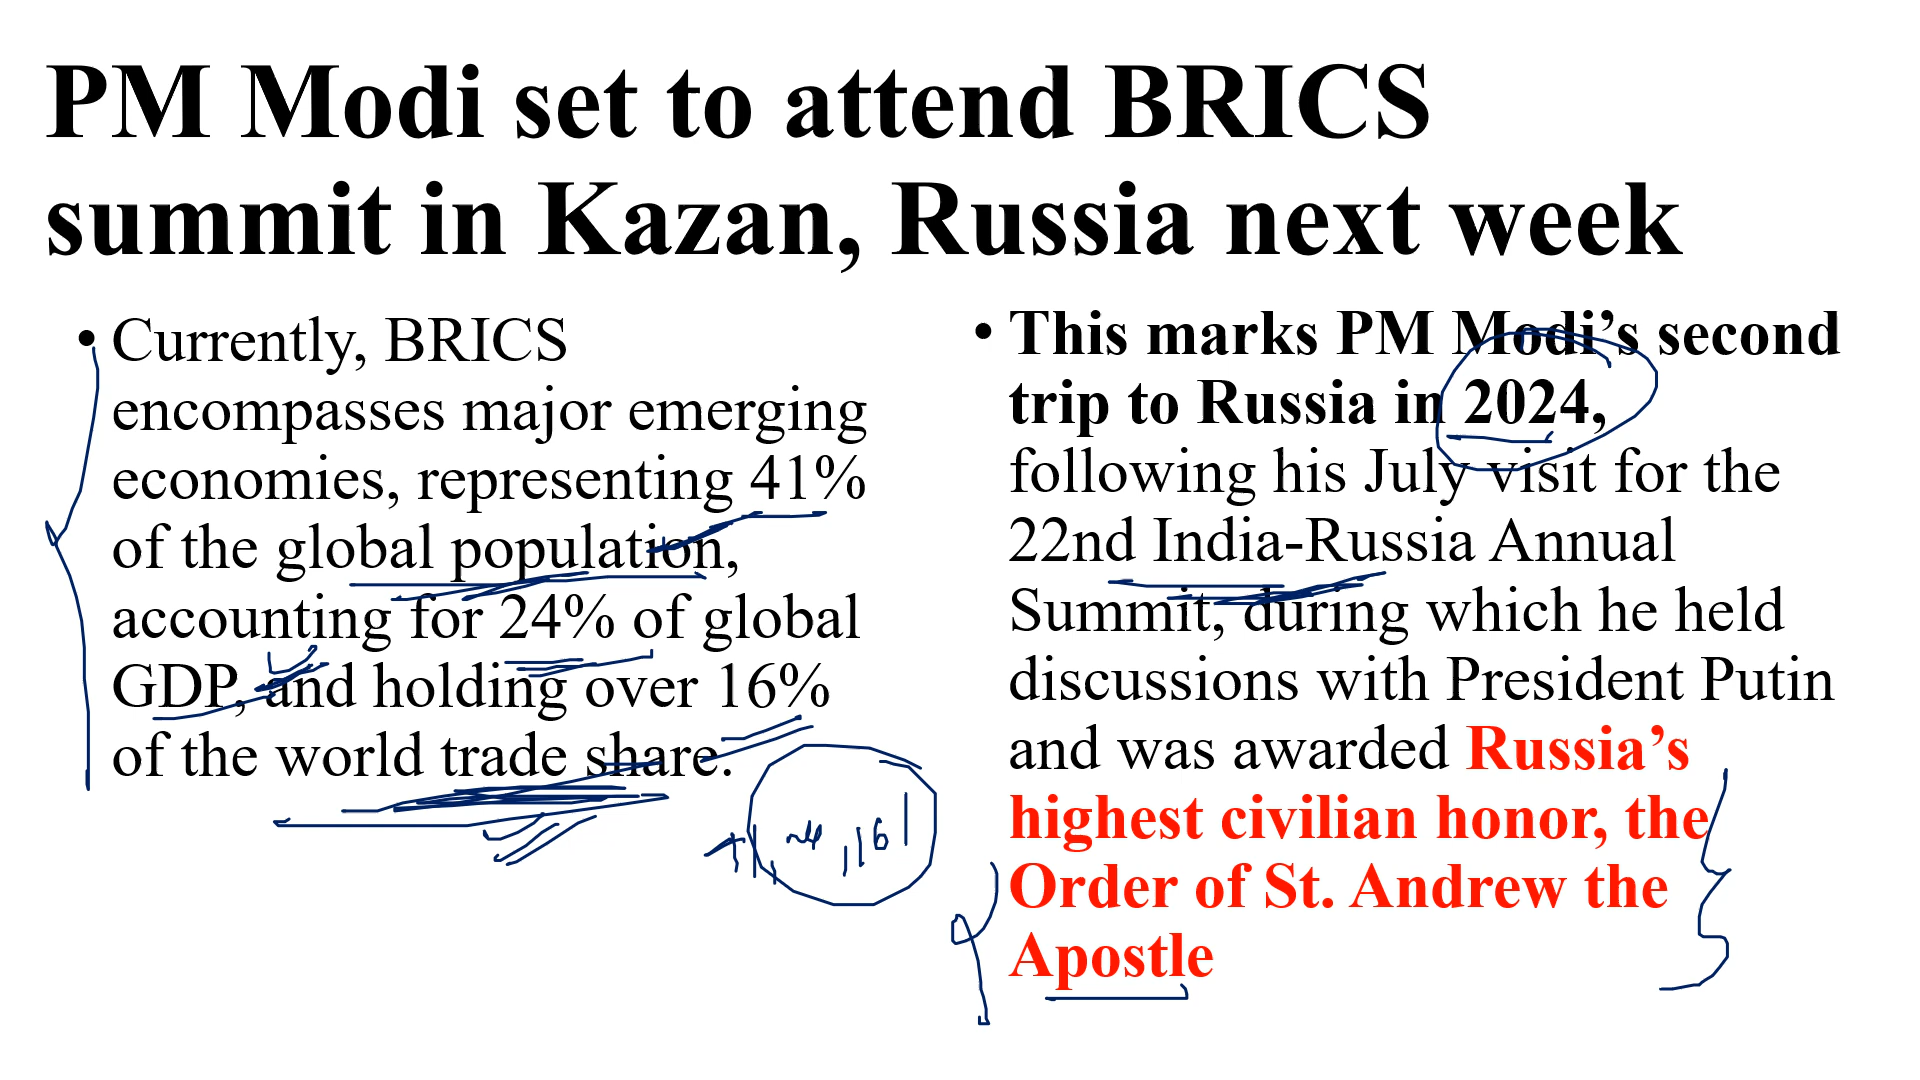 PM Modi set to attend BRICS
summit in Kazan, Russia next week
• Currently, BRICS
encompasses major emerging
economies, representing 41%
of the global population,
accounting for 24% of global
GDP, and holding over 16%
of the world trade share.
• This marks PM Modi’s second
trip to Russia in 2024,
following his July visit for the
22nd India-Russia Annual
Summit, during which he held
discussions with President Putin
and was awarded Russia’s
highest civilian honor, the
Order of St. Andrew the
Apostle